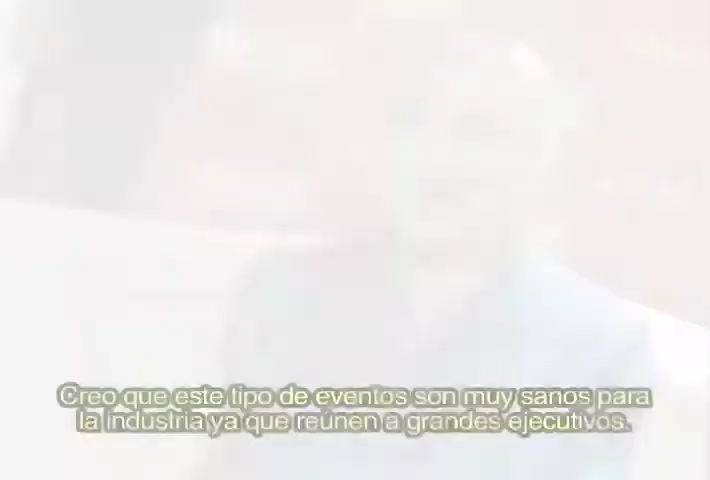 Creo que este tipo de eventos son muy sanos para
la industria ya que reúnen a grandes ejecutivos.